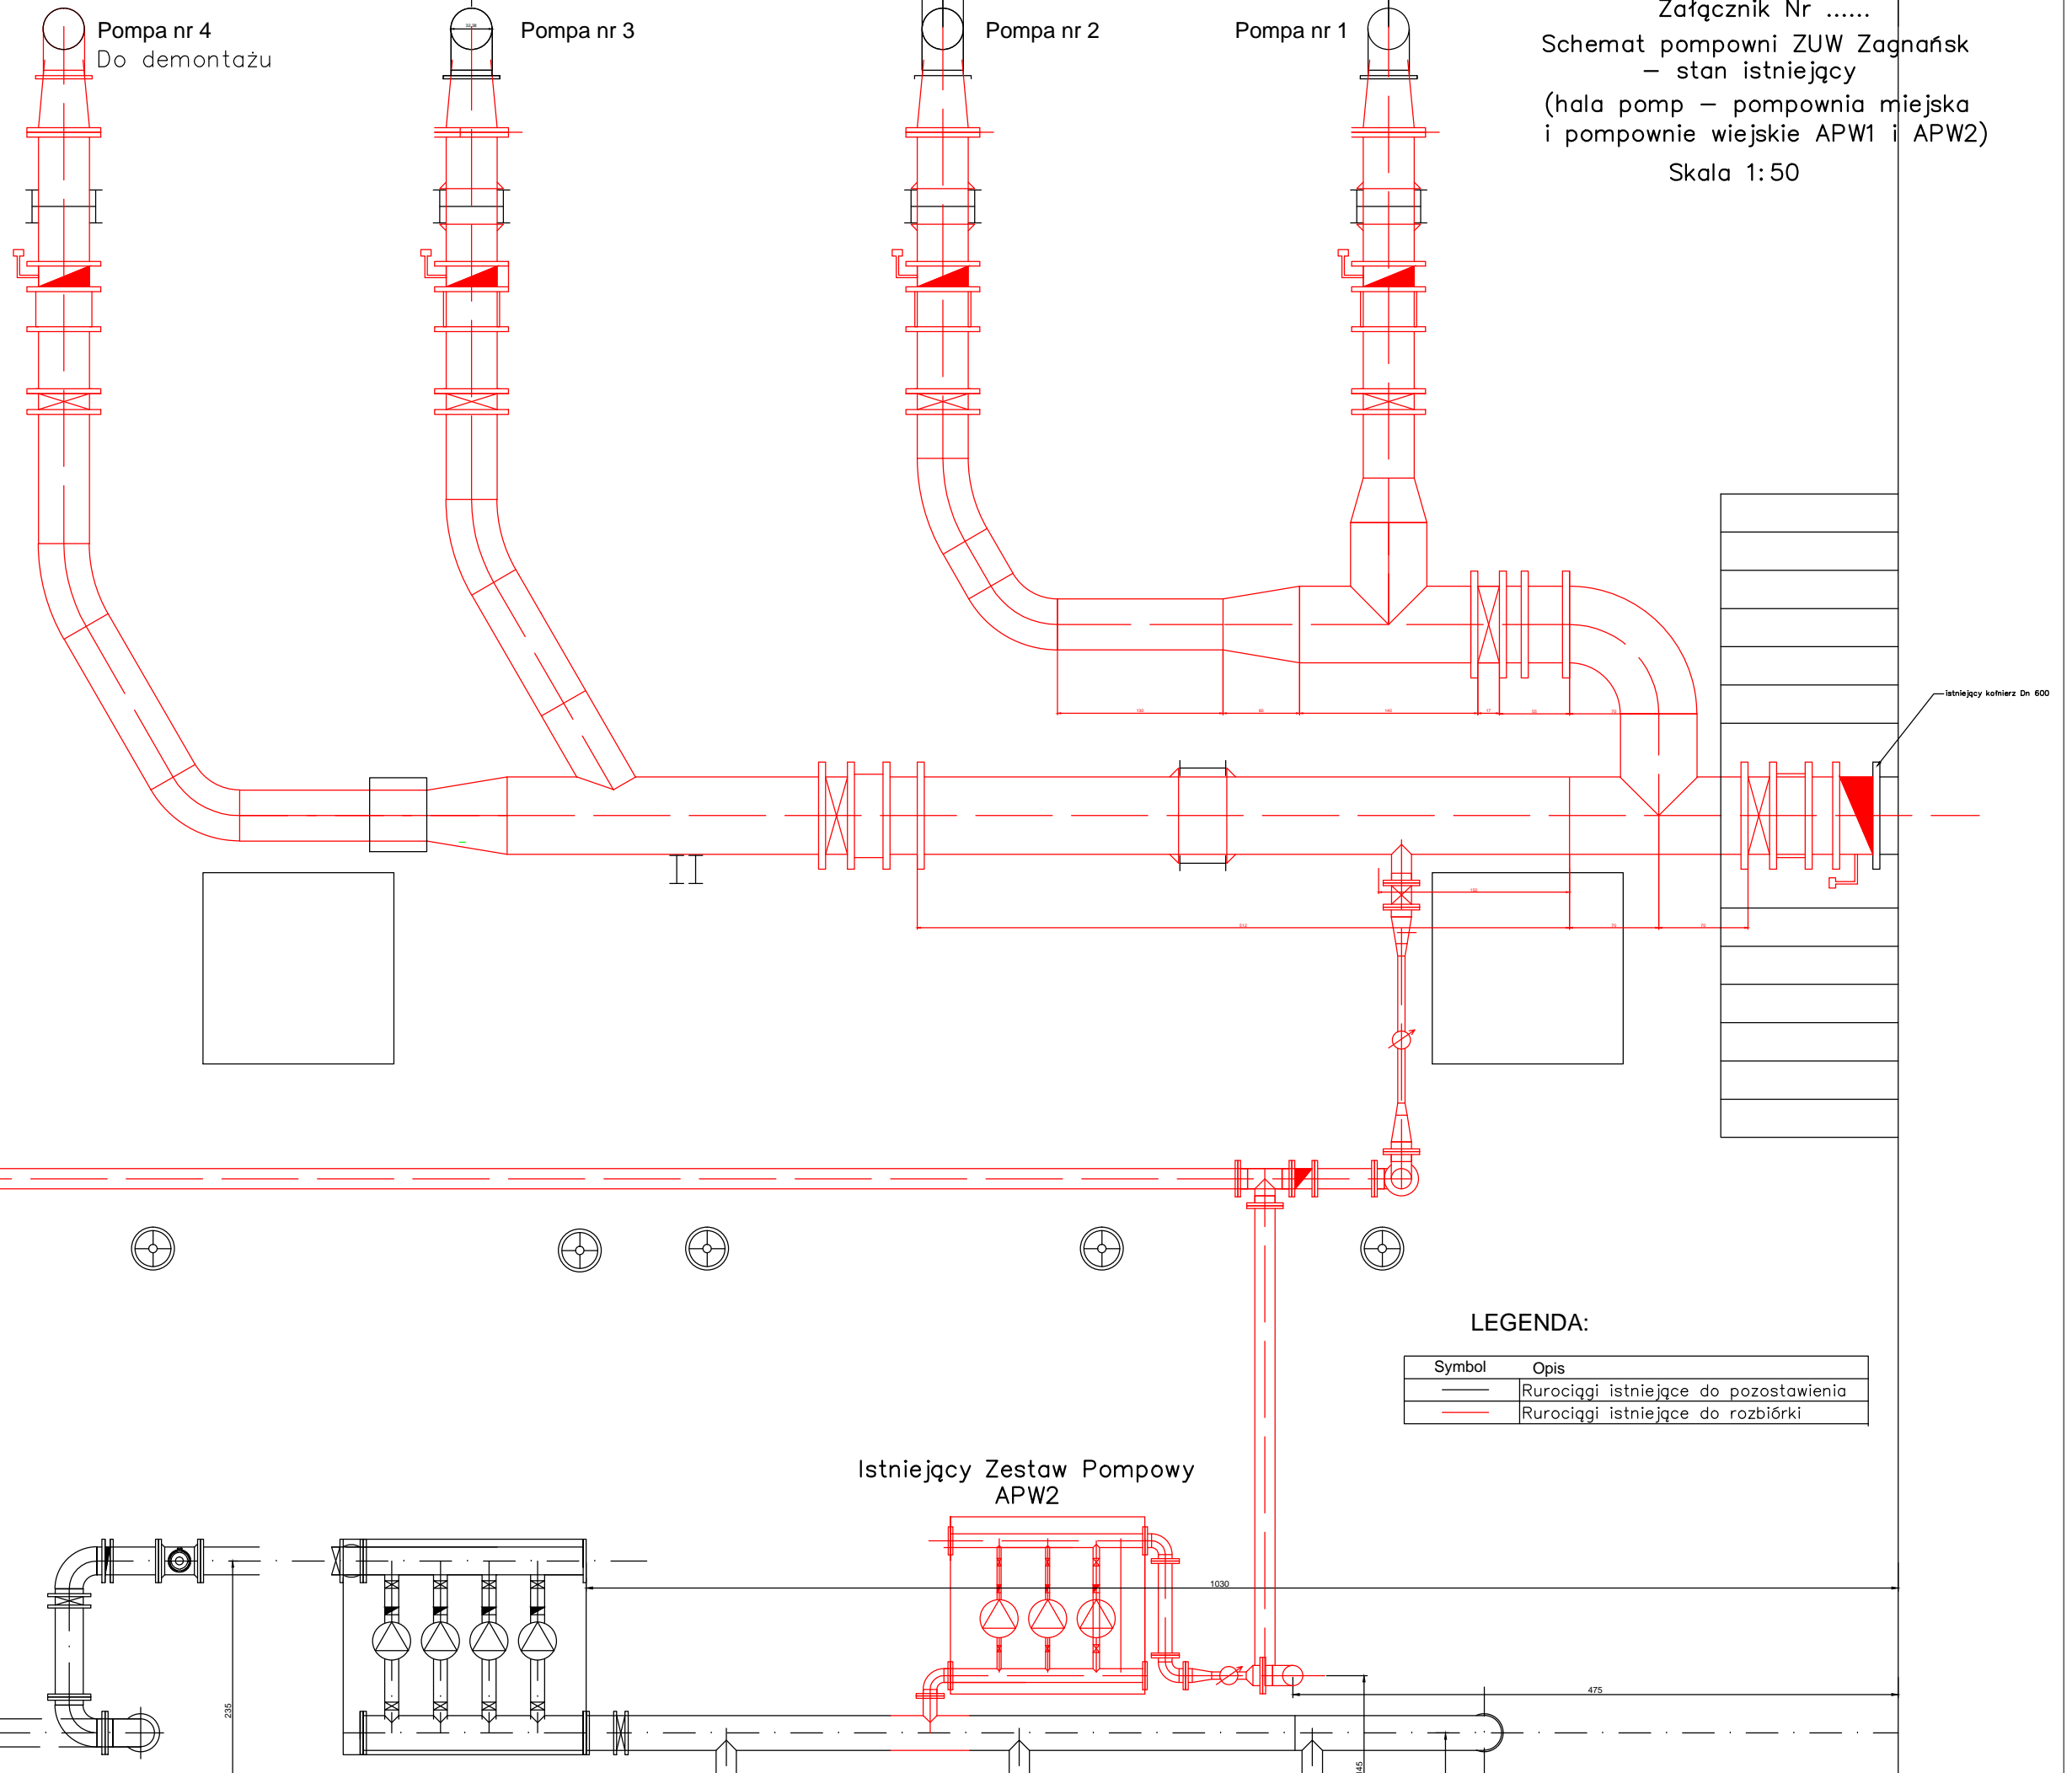 Załącznik Nr ......
Pompa nr 4
Do demontażu
Pompa nr 3
Pompa nr 2
Pompa nr 1
Schemat pompowni ZUW Zagnańsk
– stan istniejący
(hala pomp – pompownia miejska
i pompownie wiejskie APW1 i APW2)
Skala 1:50
istniejący kołnierz Dn 600
LEGENDA:
Symbol Opis
Rurociągi istniejące do pozostawienia
Rurociągi istniejące do rozbiórki
Istniejący Zestaw Pompowy
APW2
1030
475
235